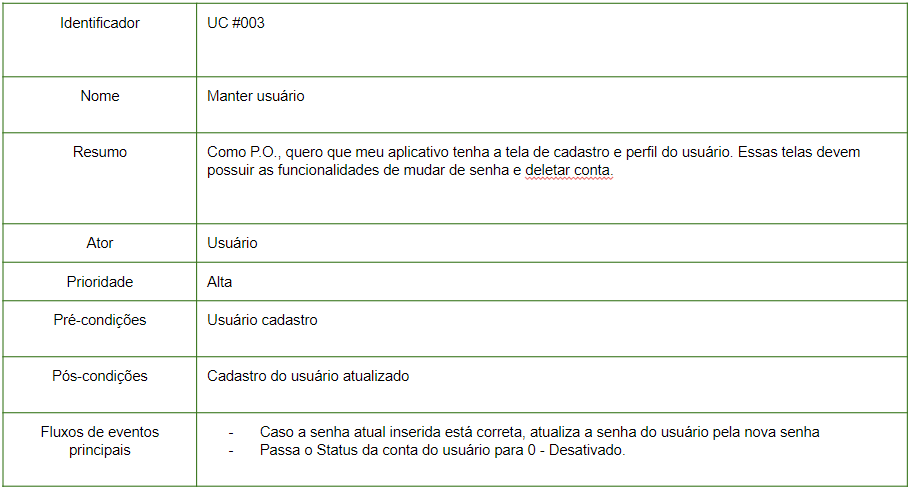 Identificador UC #003
Nome Manter usuário
Resumo Como P.O., quero que meu aplicativo tenha a tela de cadastro e perfil do usuário. Essas telas devem
possuir as funcionalidades de mudar de senha e deletar conta.
Ator Usuário
Prioridade Alta
Pré-condições Usuário cadastro
Pós-condições Cadastro do usuário atualizado
Fluxos de eventos
principais
- Caso a senha atual inserida está correta, atualiza a senha do usuário pela nova senha
- Passa o Status da conta do usuário para 0 - Desativado.